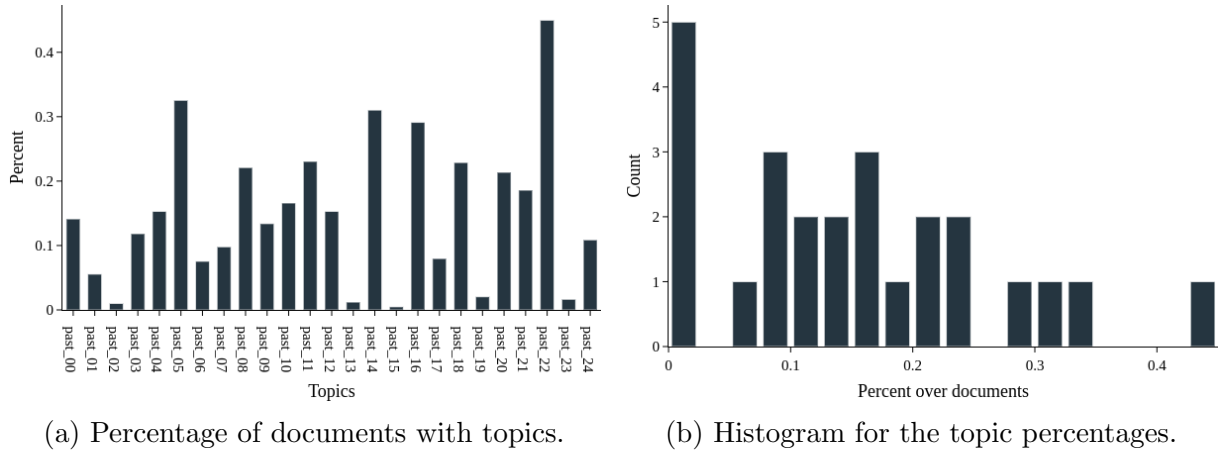 Percent
0.4
0.3
0.2
0.1
0
past_00
past_01
past_02
past_03
past_04
past_05
past_06
past_07
past_08
past_09
past_10
past_11
past_12
past_13
past_14
past_15
past_16
past_17
past_18
past_19
past_20
past_21
past_22
past_23
past_24
Topics
(a) Percentage of documents with topics.
Count
5
4
3
2
1
0
0 0.1 0.2 0.3 0.4
Percent over documents
(b) Histogram for the topic percentages.